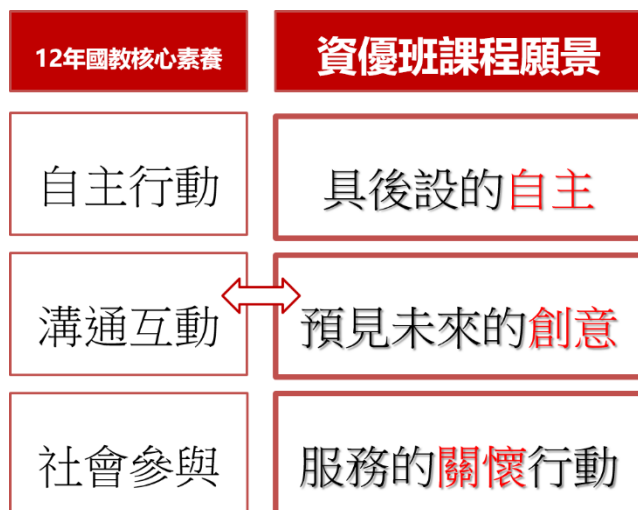 12年國教核心素養
資優班課程願景
自主行動
具後設的自主
溝通互動
預見未來的創意
社會參與
服務的關懷行動